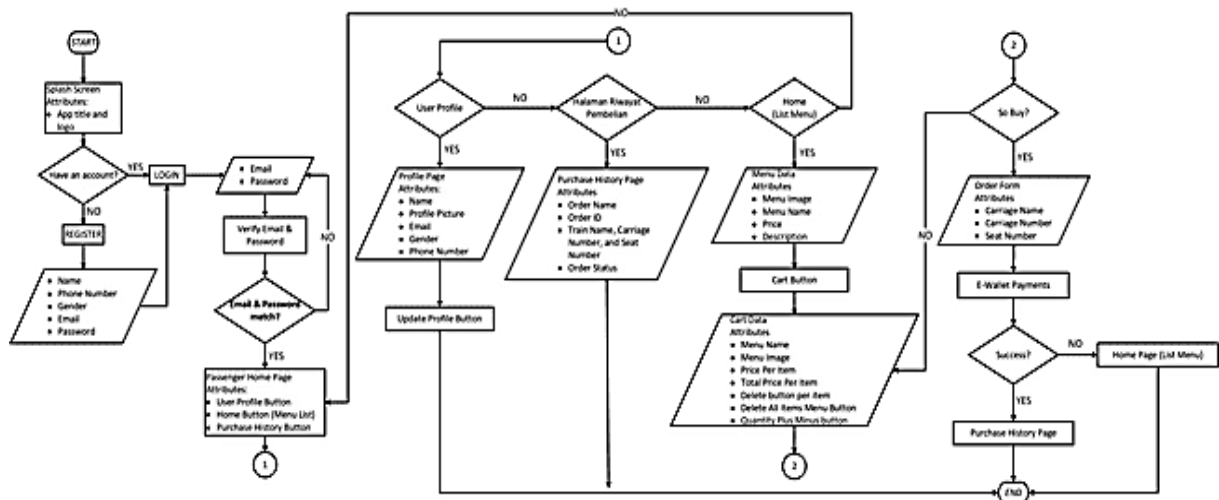 START
Splash Screen
Attributes:
App title and
logo
Have an account?
YES
LOGIN
NO
REGISTER
Name
Phone Number
Gender
Email
Password
Email
Password
Verify Email &
Password
NO
Email & Password
match?
YES
Passenger Home Page
Attributes:
User Profile Button
Home Button (Menu List)
Purchase History Button
1
NO
1
User Profile
NO
Halaman Riwayat
Pembelian
NO
Home
(List Menu)
YES
YES
YES
Profile Page
Attributes:
Name
Profile Picture
Email
Gender
Phone Number
Update Profile Button
Purchase History Page
Attributes
Order Name
Order ID
Train Name, Carriage
Number, and Seat
Number
Order Status
Menu Data
Attributes
Menu Image
Menu Name
Price
Description
Cart Button
Cart Data
Attributes
Menu Name
Menu Image
Price Per Item
Total Price Per Item
Delete button per item
Delete All Items Menu Button
Quantity Plus Minus button
2
2
So Buy?
NO
YES
Order Form
Attributes
Carriage Name
Carriage Number
Seat Number
E-Wallet Payments
Success?
NO
Home Page (List Menu)
YES
Purchase History Page
END